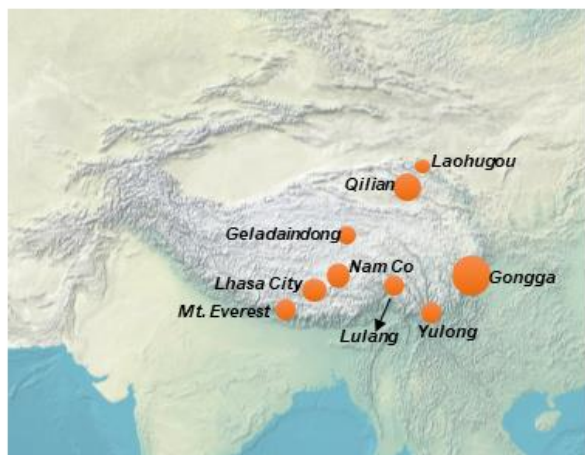 Laohugou
Qilian
Geladaindong
Nam Co
Lhasa City
Gongga
Mt. Everest
Lulang
Yulong